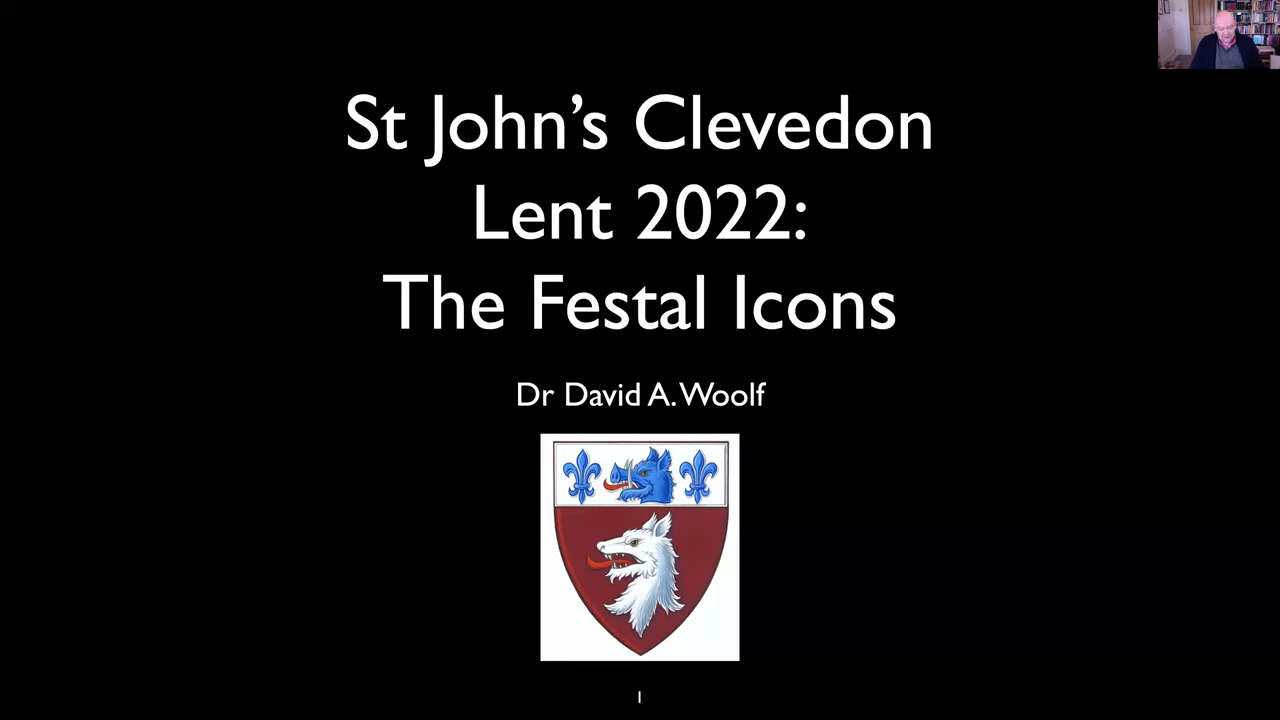 St John’s Clevedon
Lent 2022:
The Festal Icons
Dr David A. Woolf
1